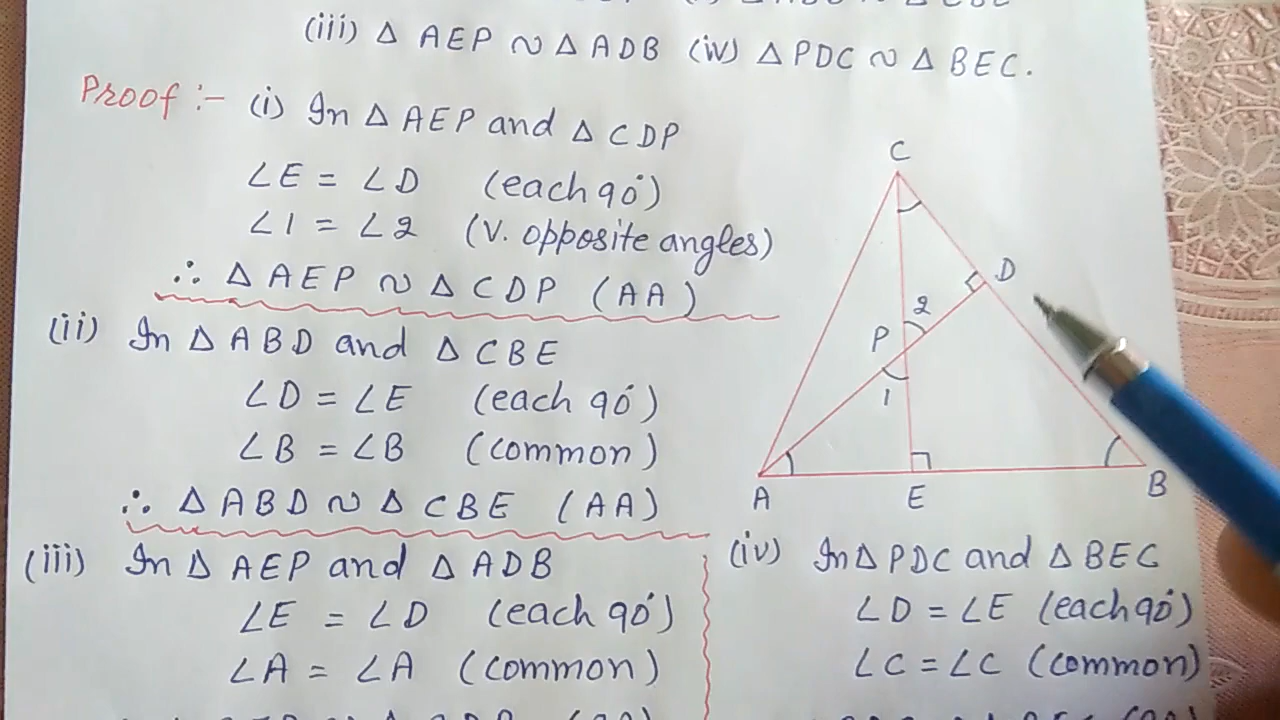 (iii) Δ AEP ~ Δ ADB (iv) Δ PDC ~ Δ BEC.
Proof :- (i) In Δ AEP and Δ CDP
∠E = ∠D (each 90°)
∠1 = ∠2 (V. opposite angles)
∴ Δ AEP ~ Δ CDP (AA)
(ii) In Δ ABD and Δ CBE
∠D = ∠E (each 90°)
∠B = ∠B (common)
∴ Δ ABD ~ Δ CBE (AA)
(iii) In Δ AEP and Δ ADB
∠E = ∠D (each 90°)
∠A = ∠A (common)
C
D
2
P
1
A
E
B
(iv) In Δ PDC and Δ BEC
∠D = ∠E (each 90°)
∠C = ∠C (common)